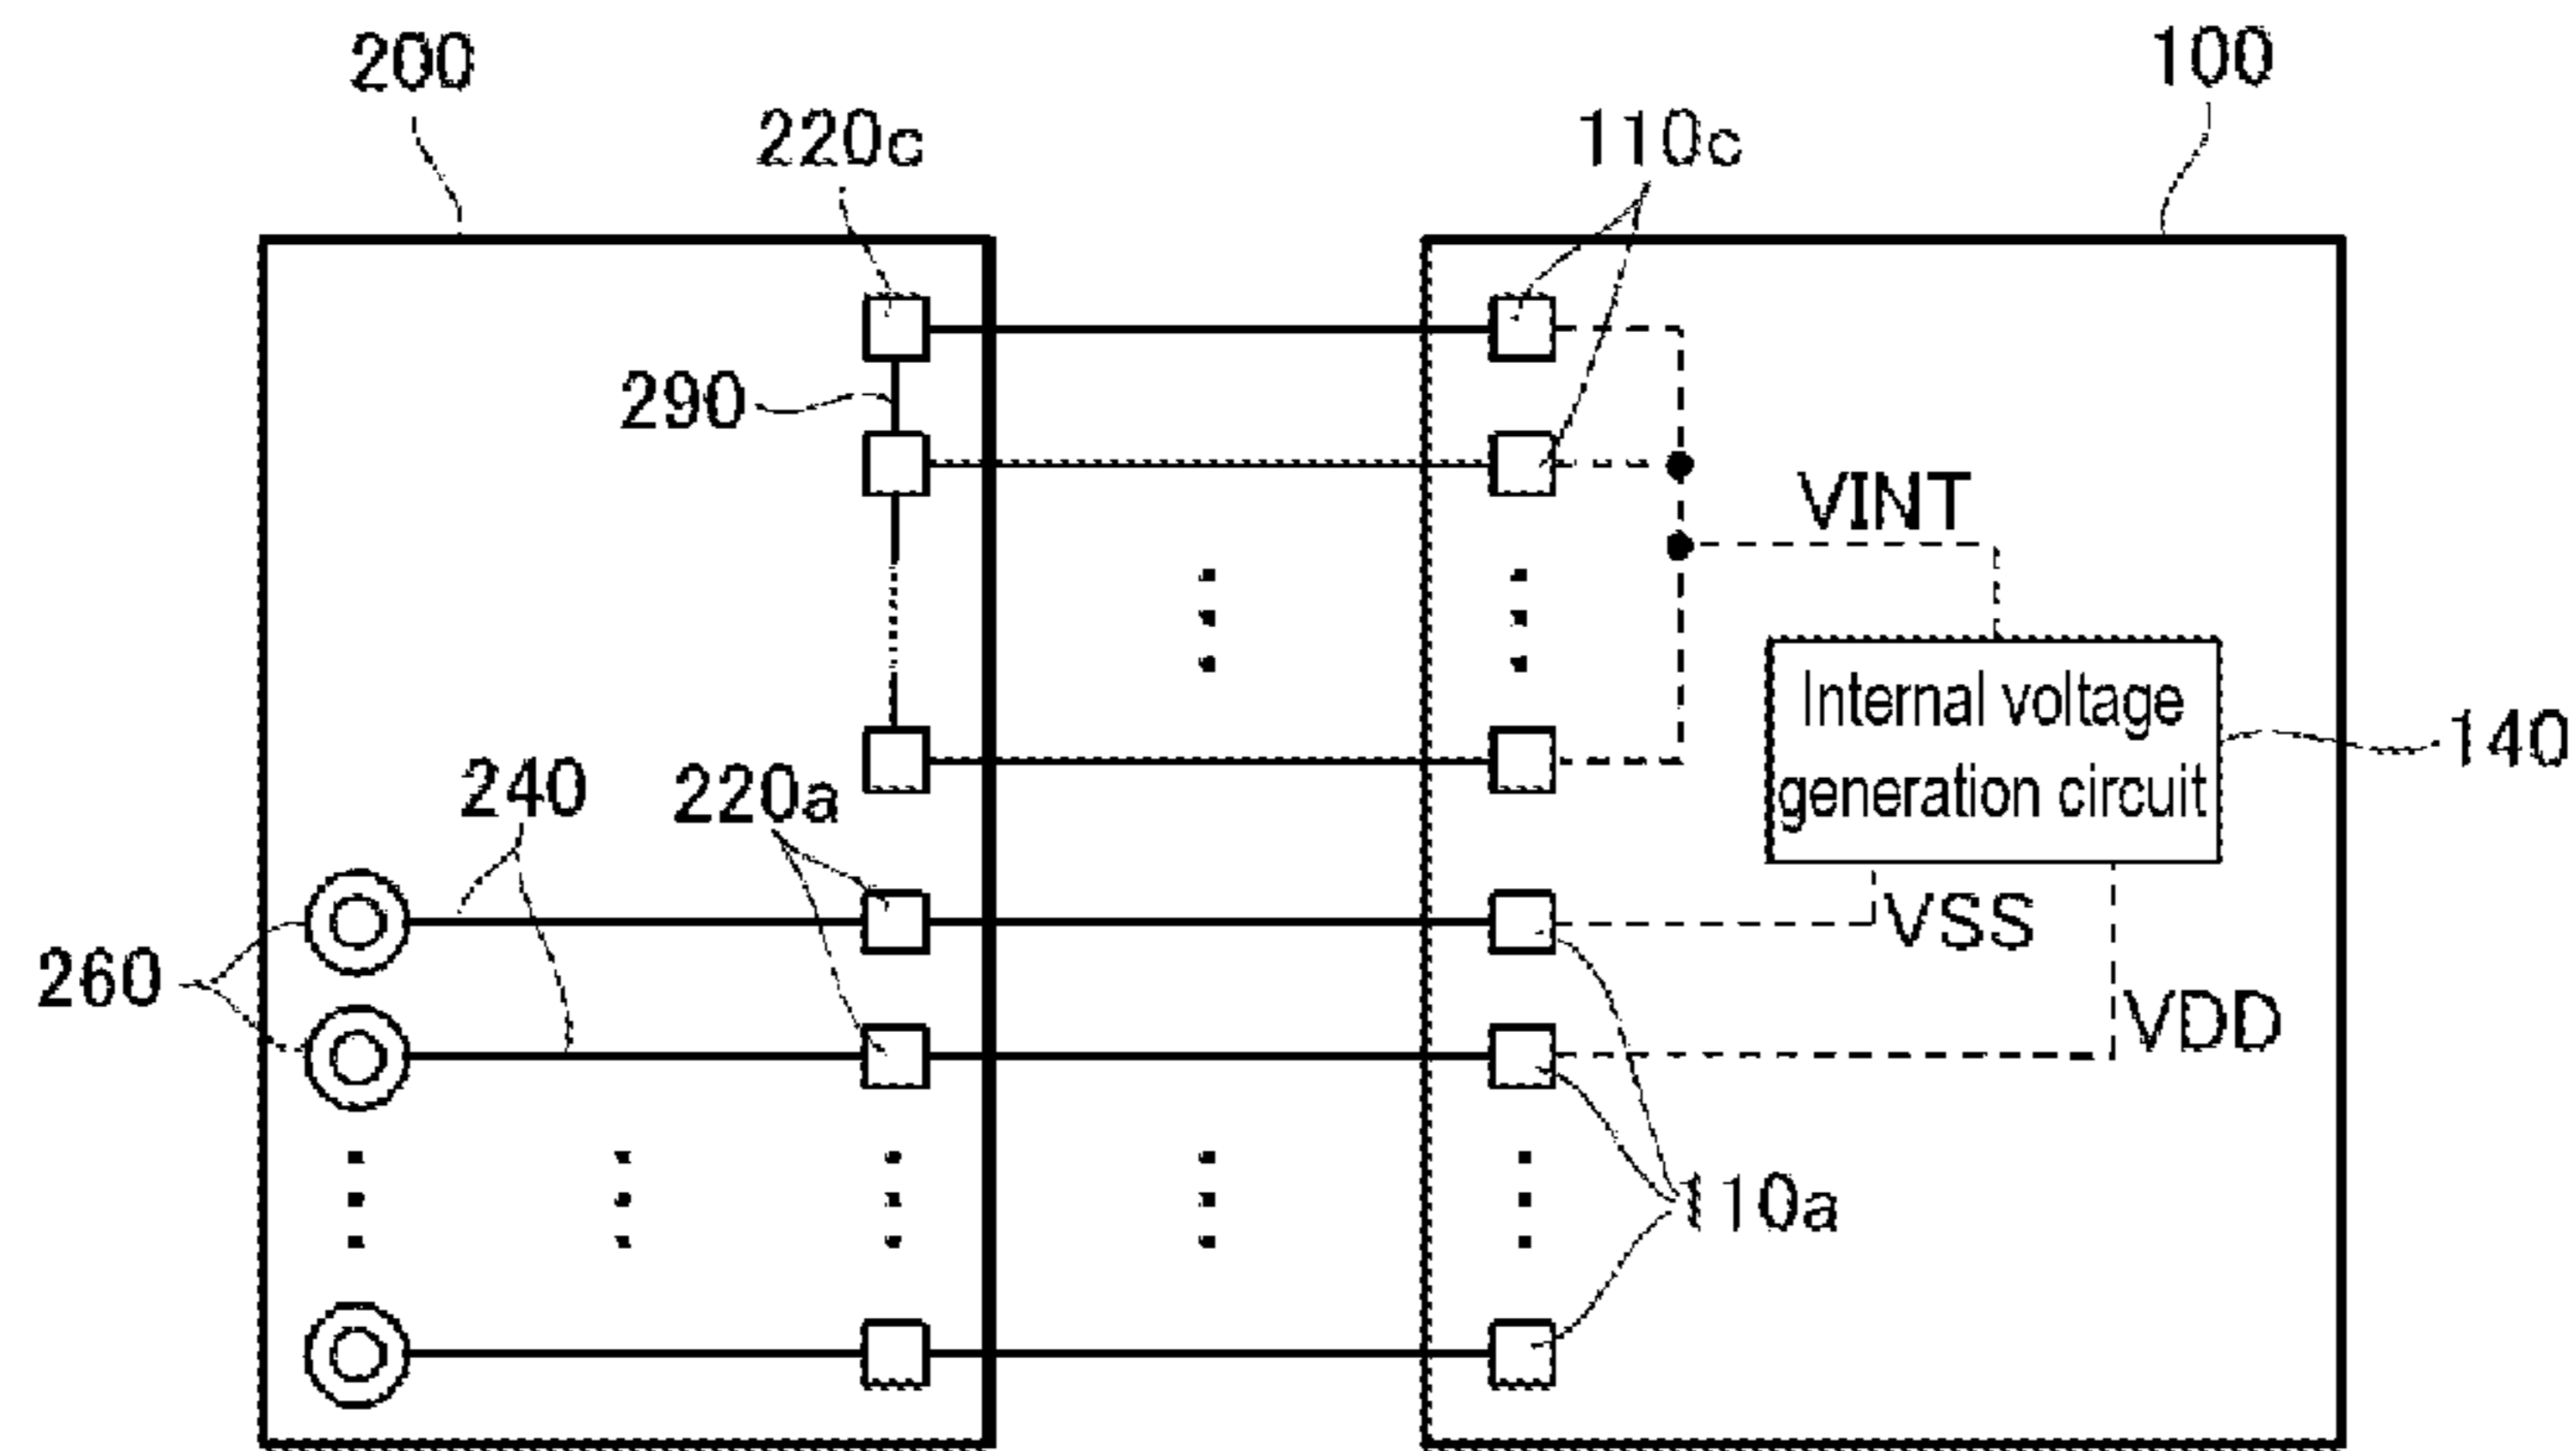 200
100
220c
110c
290
VINT
Internal voltage
generation circuit
140
240
220a
VSS
260
VDD
110a